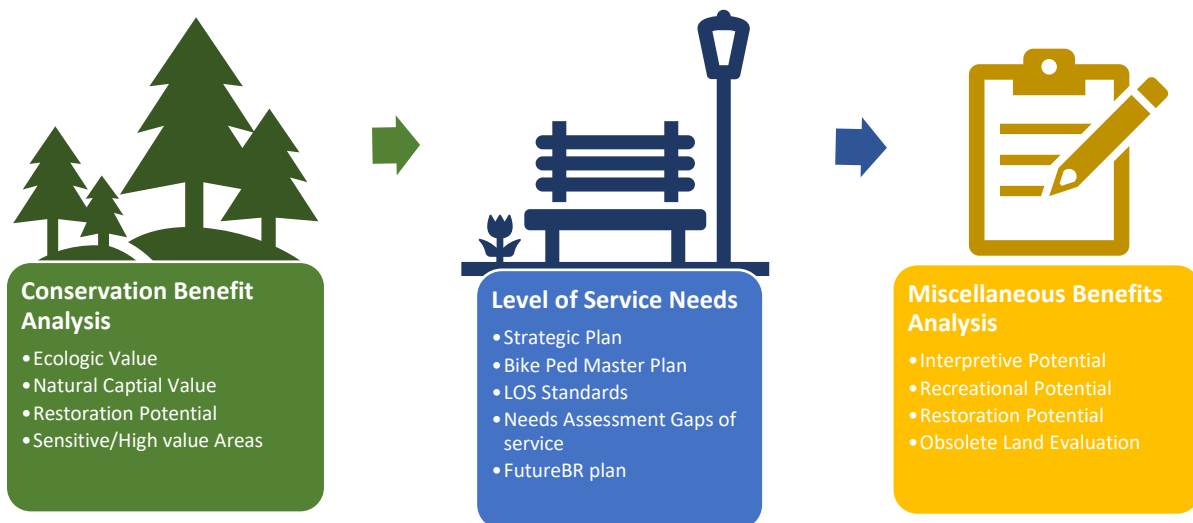 Conservation Benefit
Analysis
•Ecologic Value
•Natural Captial Value
•Restoration Potential
•Sensitive/High value Areas
Level of Service Needs
•Strategic Plan
•Bike Ped Master Plan
•LOS Standards
•Needs Assessment Gaps of
service
•FutureBR plan
Miscellaneous Benefits
Analysis
•Interpretive Potential
•Recreational Potential
•Restoration Potential
•Obsolete Land Evaluation